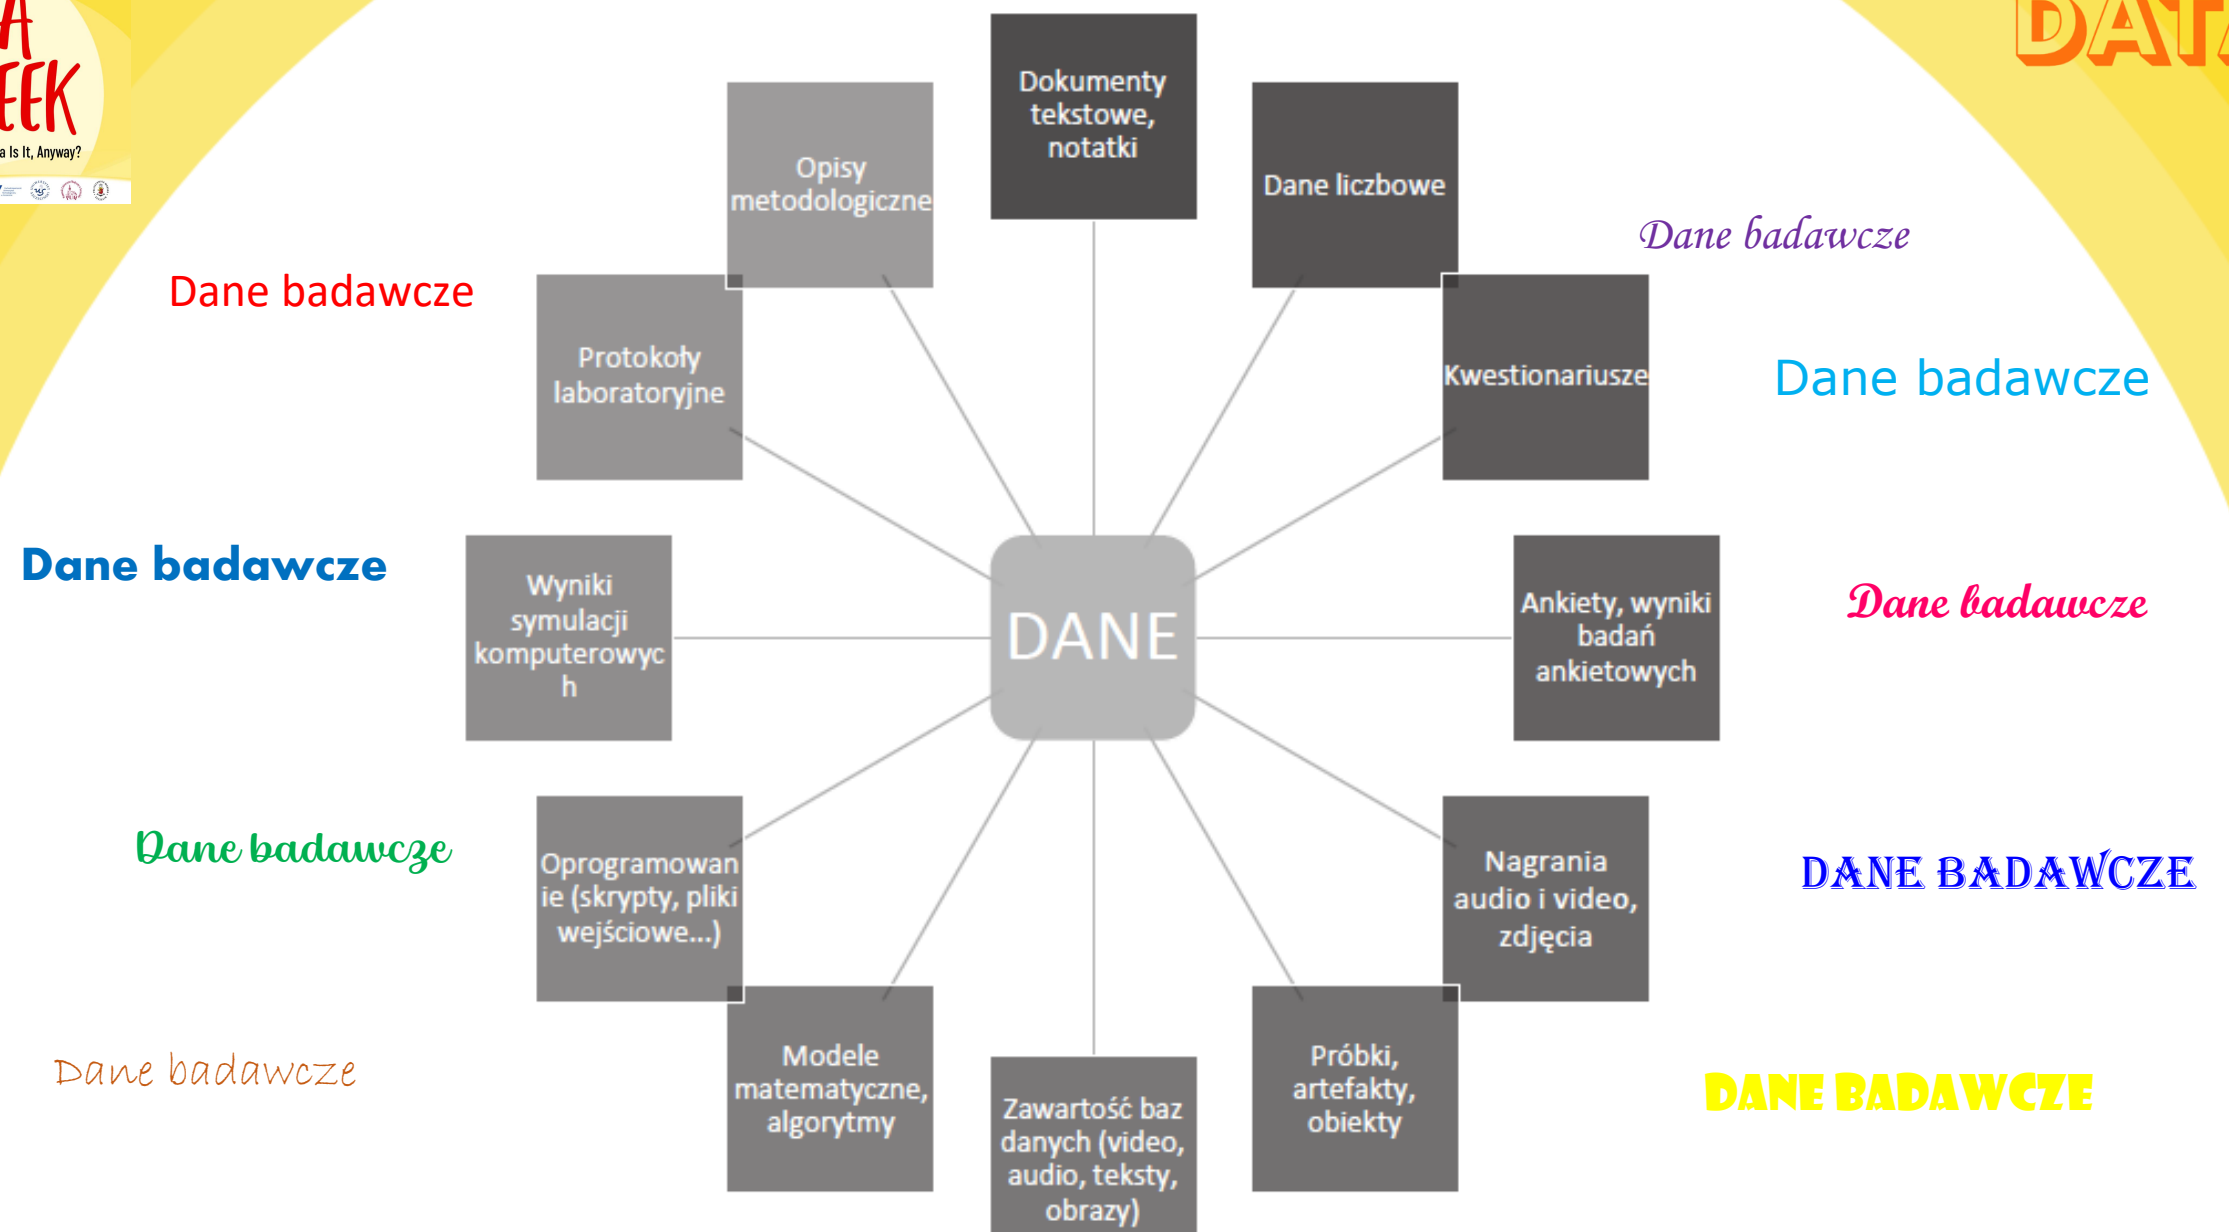 A
EEK
a Is It, Anyway?
DATA
Dokumenty
tekstowe,
notatki
Opisy
metodologiczne
Dane liczbowe
Dane badawcze
Dane badawcze
Protokoły
laboratoryjne
Kwestionariusze
Dane badawcze
Dane badawcze
Wyniki
symulacji
komputerowyc
h
DANE
Ankiety, wyniki
badań
ankietowych
Dane badawcze
Dane badawcze
Oprogramowan
ie (skrypty, pliki
wejściowe...)
Nagrania
audio i video,
zdjęcia
DANE BADAWCZE
Dane badawcze
Modele
matematyczne,
algorytmy
Zawartość baz
danych (video,
audio, teksty,
obrazy)
Próbki,
artefakty,
obiekty
DANE BADAWCZE